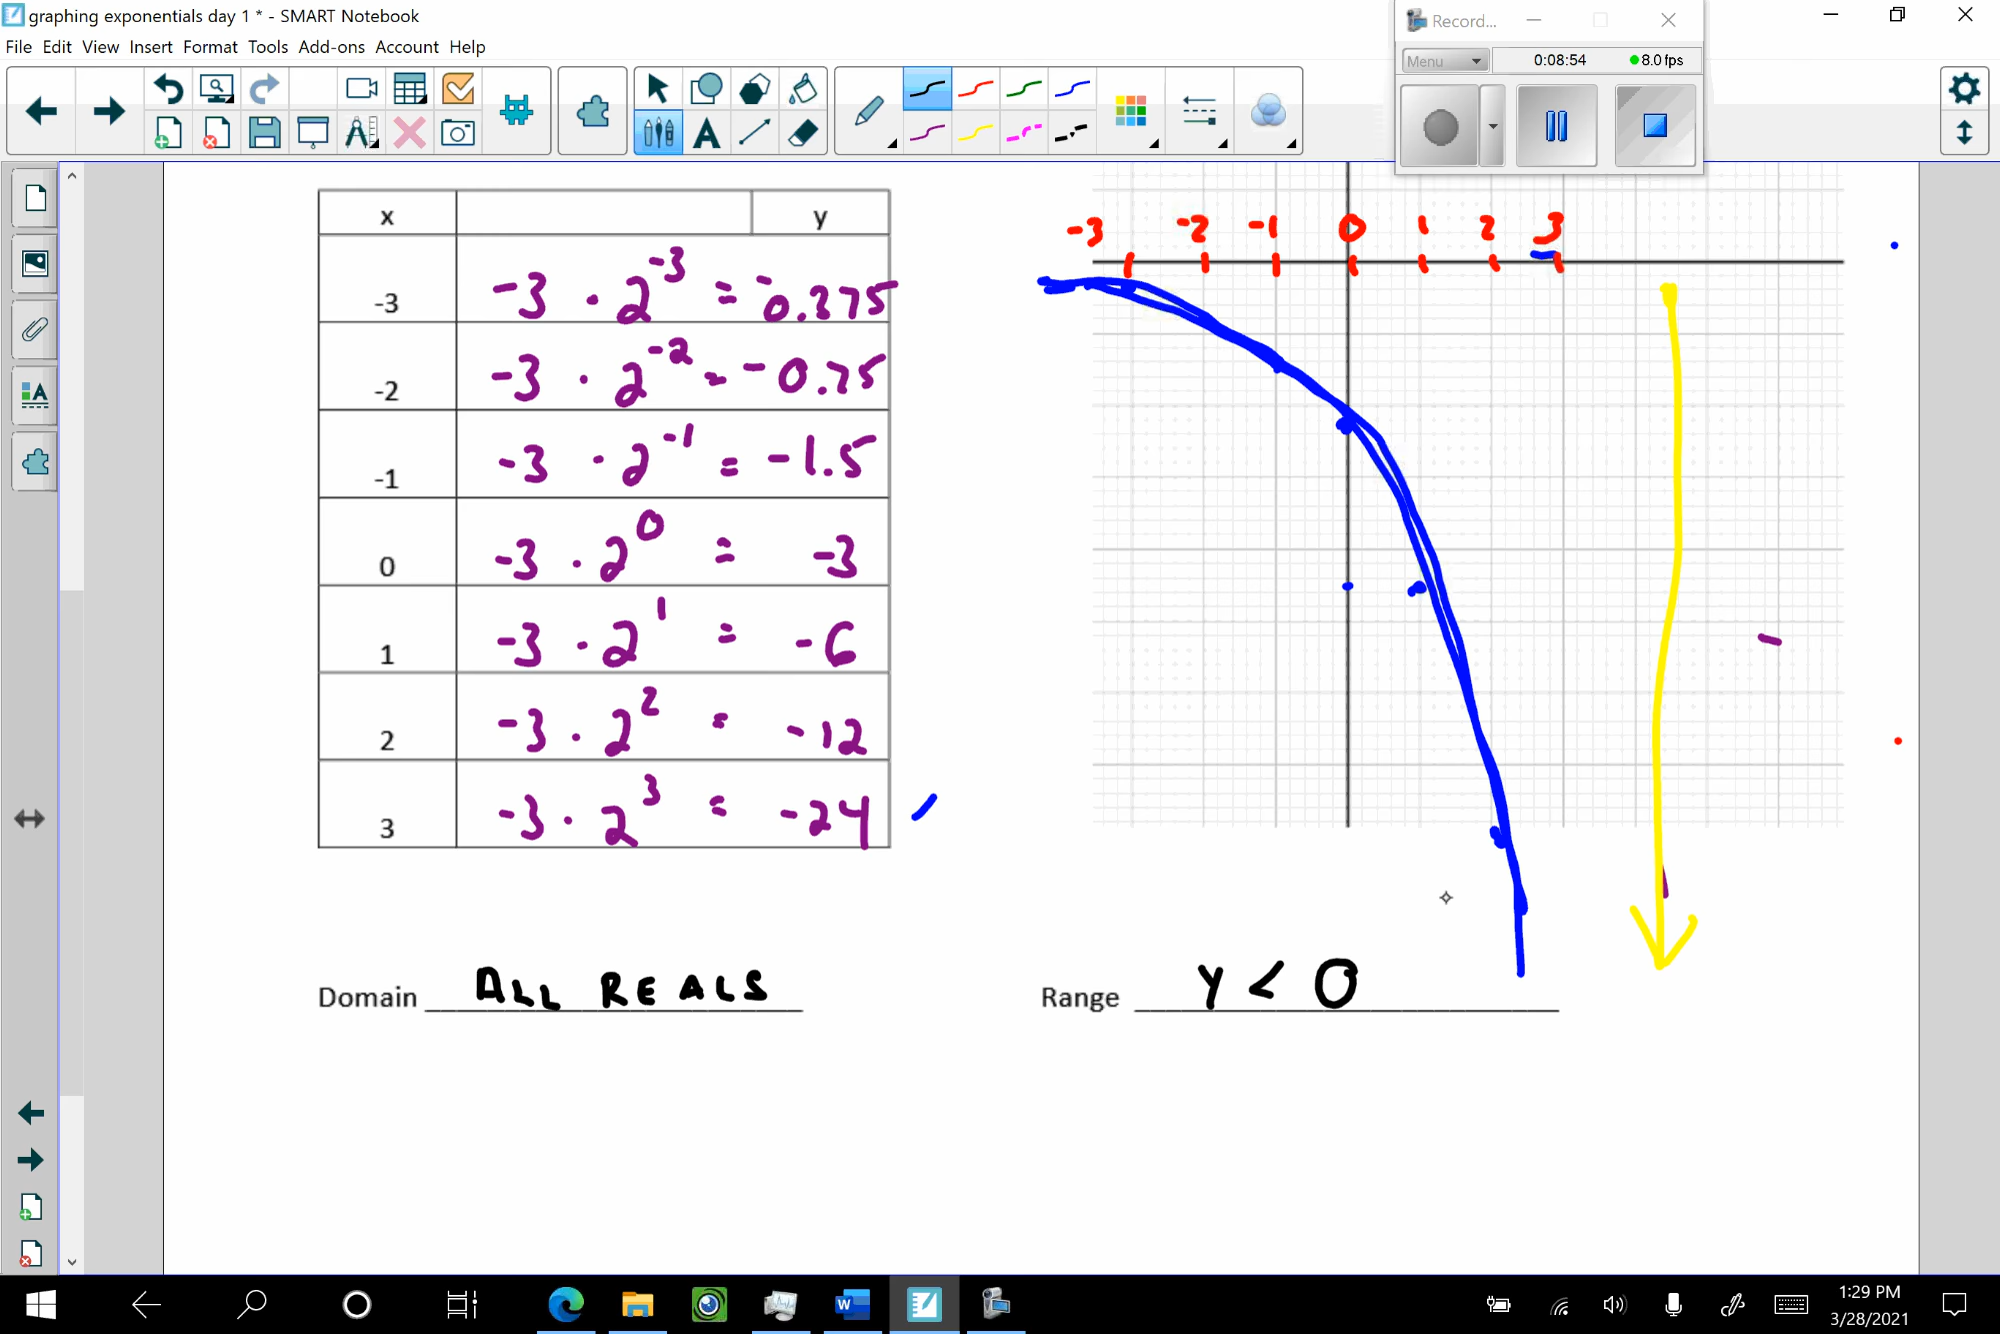 graphing exponentials day 1 * - SMART Notebook
Record...
File Edit View Insert Format Tools Add-ons Account Help
Menu
0:08:54
8.0 fps
x y
-3 -3 · 2^-3 = -0.375
-2 -3 · 2^-2 = -0.75
-1 -3 · 2^-1 = -1.5
0 -3 · 2^0 = -3
1 -3 · 2^1 = -6
2 -3 · 2^2 = -12
3 -3 · 2^3 = -24
-3 -2 -1 0 1 2 3
Domain ALL REALS
Range y < 0
1:29 PM
3/28/2021